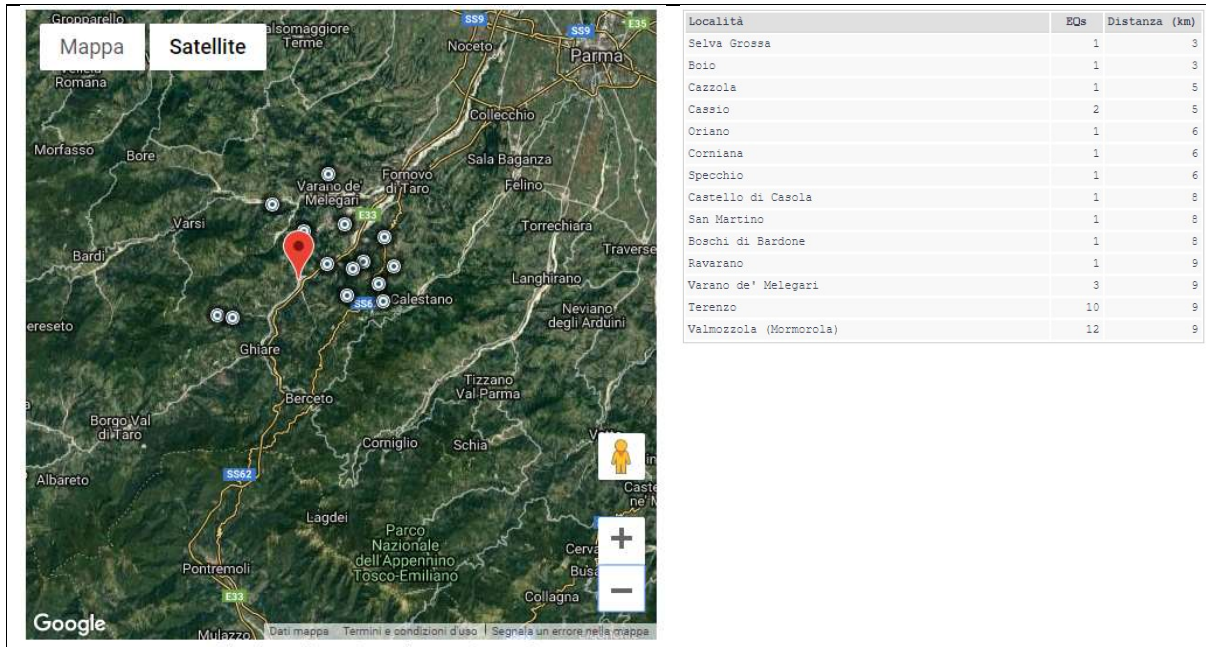 Gropparello
Mappa
Satellite
alsomaggiore
Terme
SS9
E35
SS9
Noceto
Parma
Romana
Collecchio
Morfasso
Bore
Sala Baganza
Varano de'
Melegari
Fornovo
di Taro
Felino
E33
Varsi
Torrechiara
Bardi
Traverse
Langhirano
Calestano
Neviano
degli Arduini
ereseto
Ghiare
Tizzano
Val Parma
Berceto
Borgo Val
di Taro
Corniglio
Schia
SS62
Albareto
Lagdei
Parco
Nazionale
dell'Appennino
Tosco-Emiliano
Pontremoli
E33
Collagna
Google
Mulazzo
Dati mappa Termini e condizioni d'uso Segnala un errore nella mappa
Località EQs Distanza (km)
Selva Grossa 1 3
Boio 1 3
Cazzola 1 5
Cassio 2 5
Oriano 1 6
Corniana 1 6
Specchio 1 6
Castello di Casola 1 8
San Martino 1 8
Boschi di Bardone 1 8
Ravarano 1 9
Varano de' Melegari 3 9
Terenzo 10 9
Valmozzola (Mormorola) 12 9